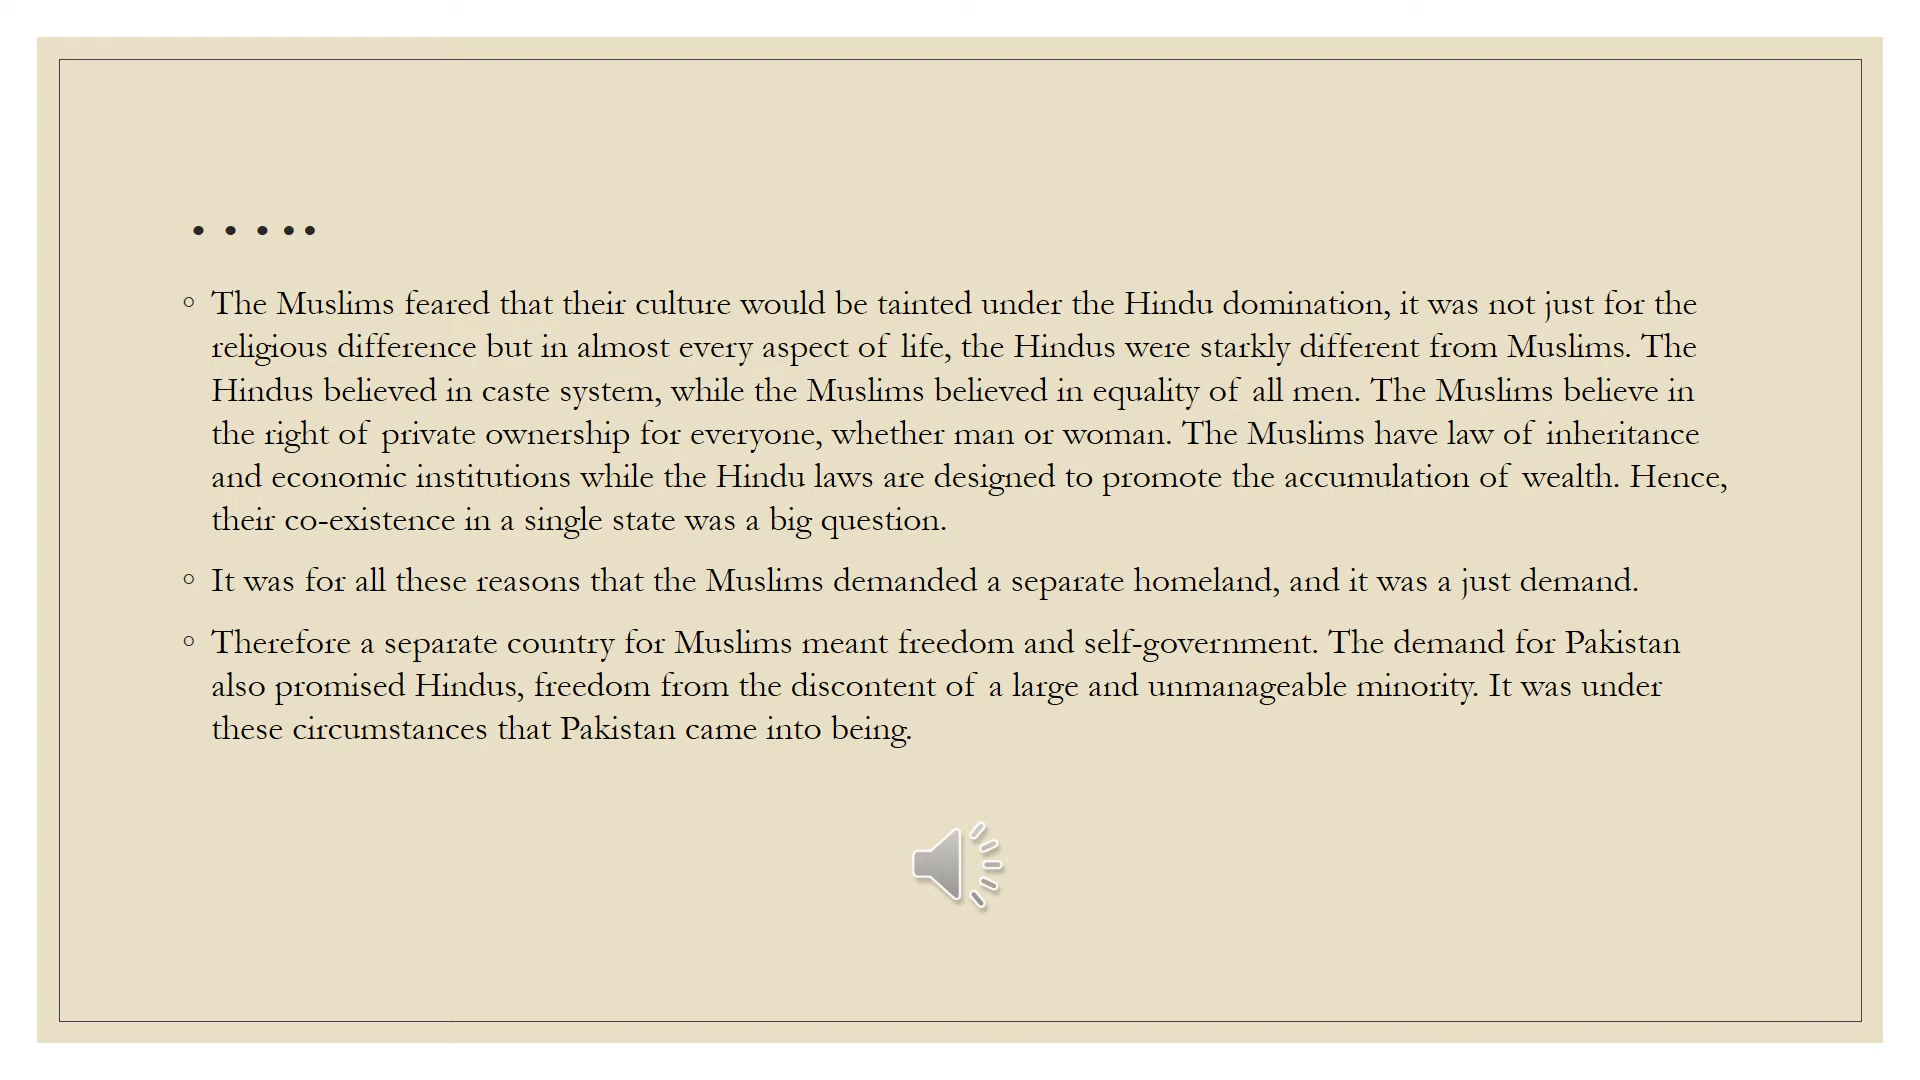 .....
◦ The Muslims feared that their culture would be tainted under the Hindu domination, it was not just for the
religious difference but in almost every aspect of life, the Hindus were starkly different from Muslims. The
Hindus believed in caste system, while the Muslims believed in equality of all men. The Muslims believe in
the right of private ownership for everyone, whether man or woman. The Muslims have law of inheritance
and economic institutions while the Hindu laws are designed to promote the accumulation of wealth. Hence,
their co-existence in a single state was a big question.
◦ It was for all these reasons that the Muslims demanded a separate homeland, and it was a just demand.
◦ Therefore a separate country for Muslims meant freedom and self-government. The demand for Pakistan
also promised Hindus, freedom from the discontent of a large and unmanageable minority. It was under
these circumstances that Pakistan came into being.